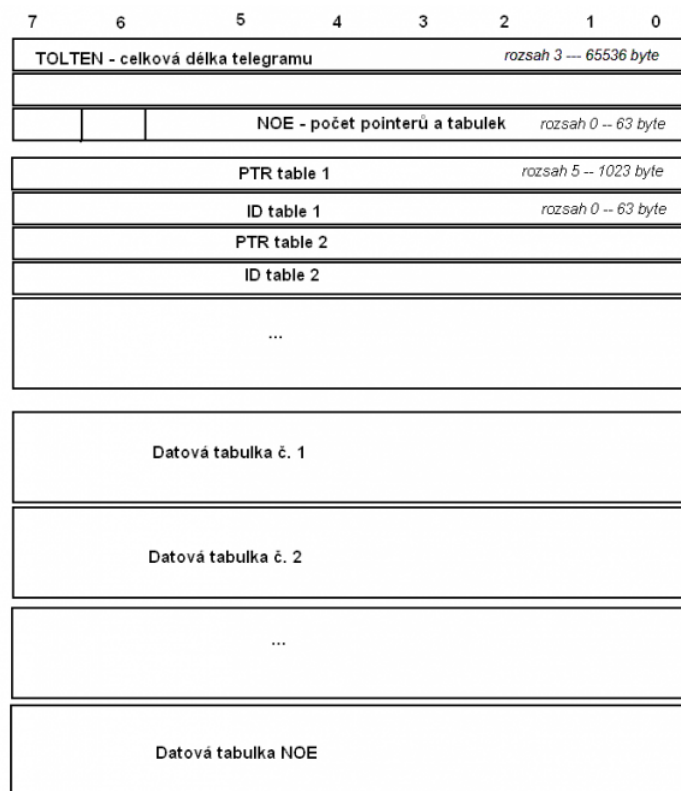 7 6 5 4 3 2 1 0
TOLTEN - celková délka telegramu rozsah 3 --- 65536 byte
NOE - počet pointerů a tabulek rozsah 0 -- 63 byte
PTR table 1 rozsah 5 -- 1023 byte
ID table 1 rozsah 0 -- 63 byte
PTR table 2
ID table 2
...
Datová tabulka č. 1
Datová tabulka č. 2
...
Datová tabulka NOE